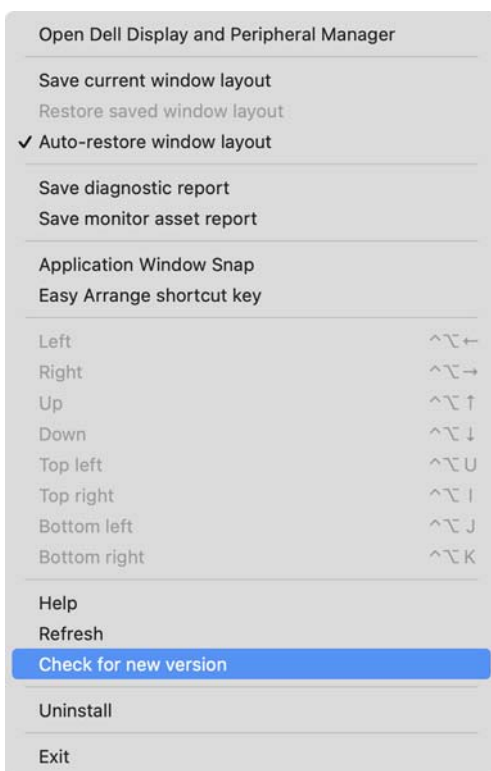 Open Dell Display and Peripheral Manager
Save current window layout
Restore saved window layout
✓ Auto-restore window layout
Save diagnostic report
Save monitor asset report
Application Window Snap
Easy Arrange shortcut key
Left ^⌥←
Right ^⌥→
Up ^⌥↑
Down ^⌥↓
Top left ^⌥U
Top right ^⌥I
Bottom left ^⌥J
Bottom right ^⌥K
Help
Refresh
Check for new version
Uninstall
Exit